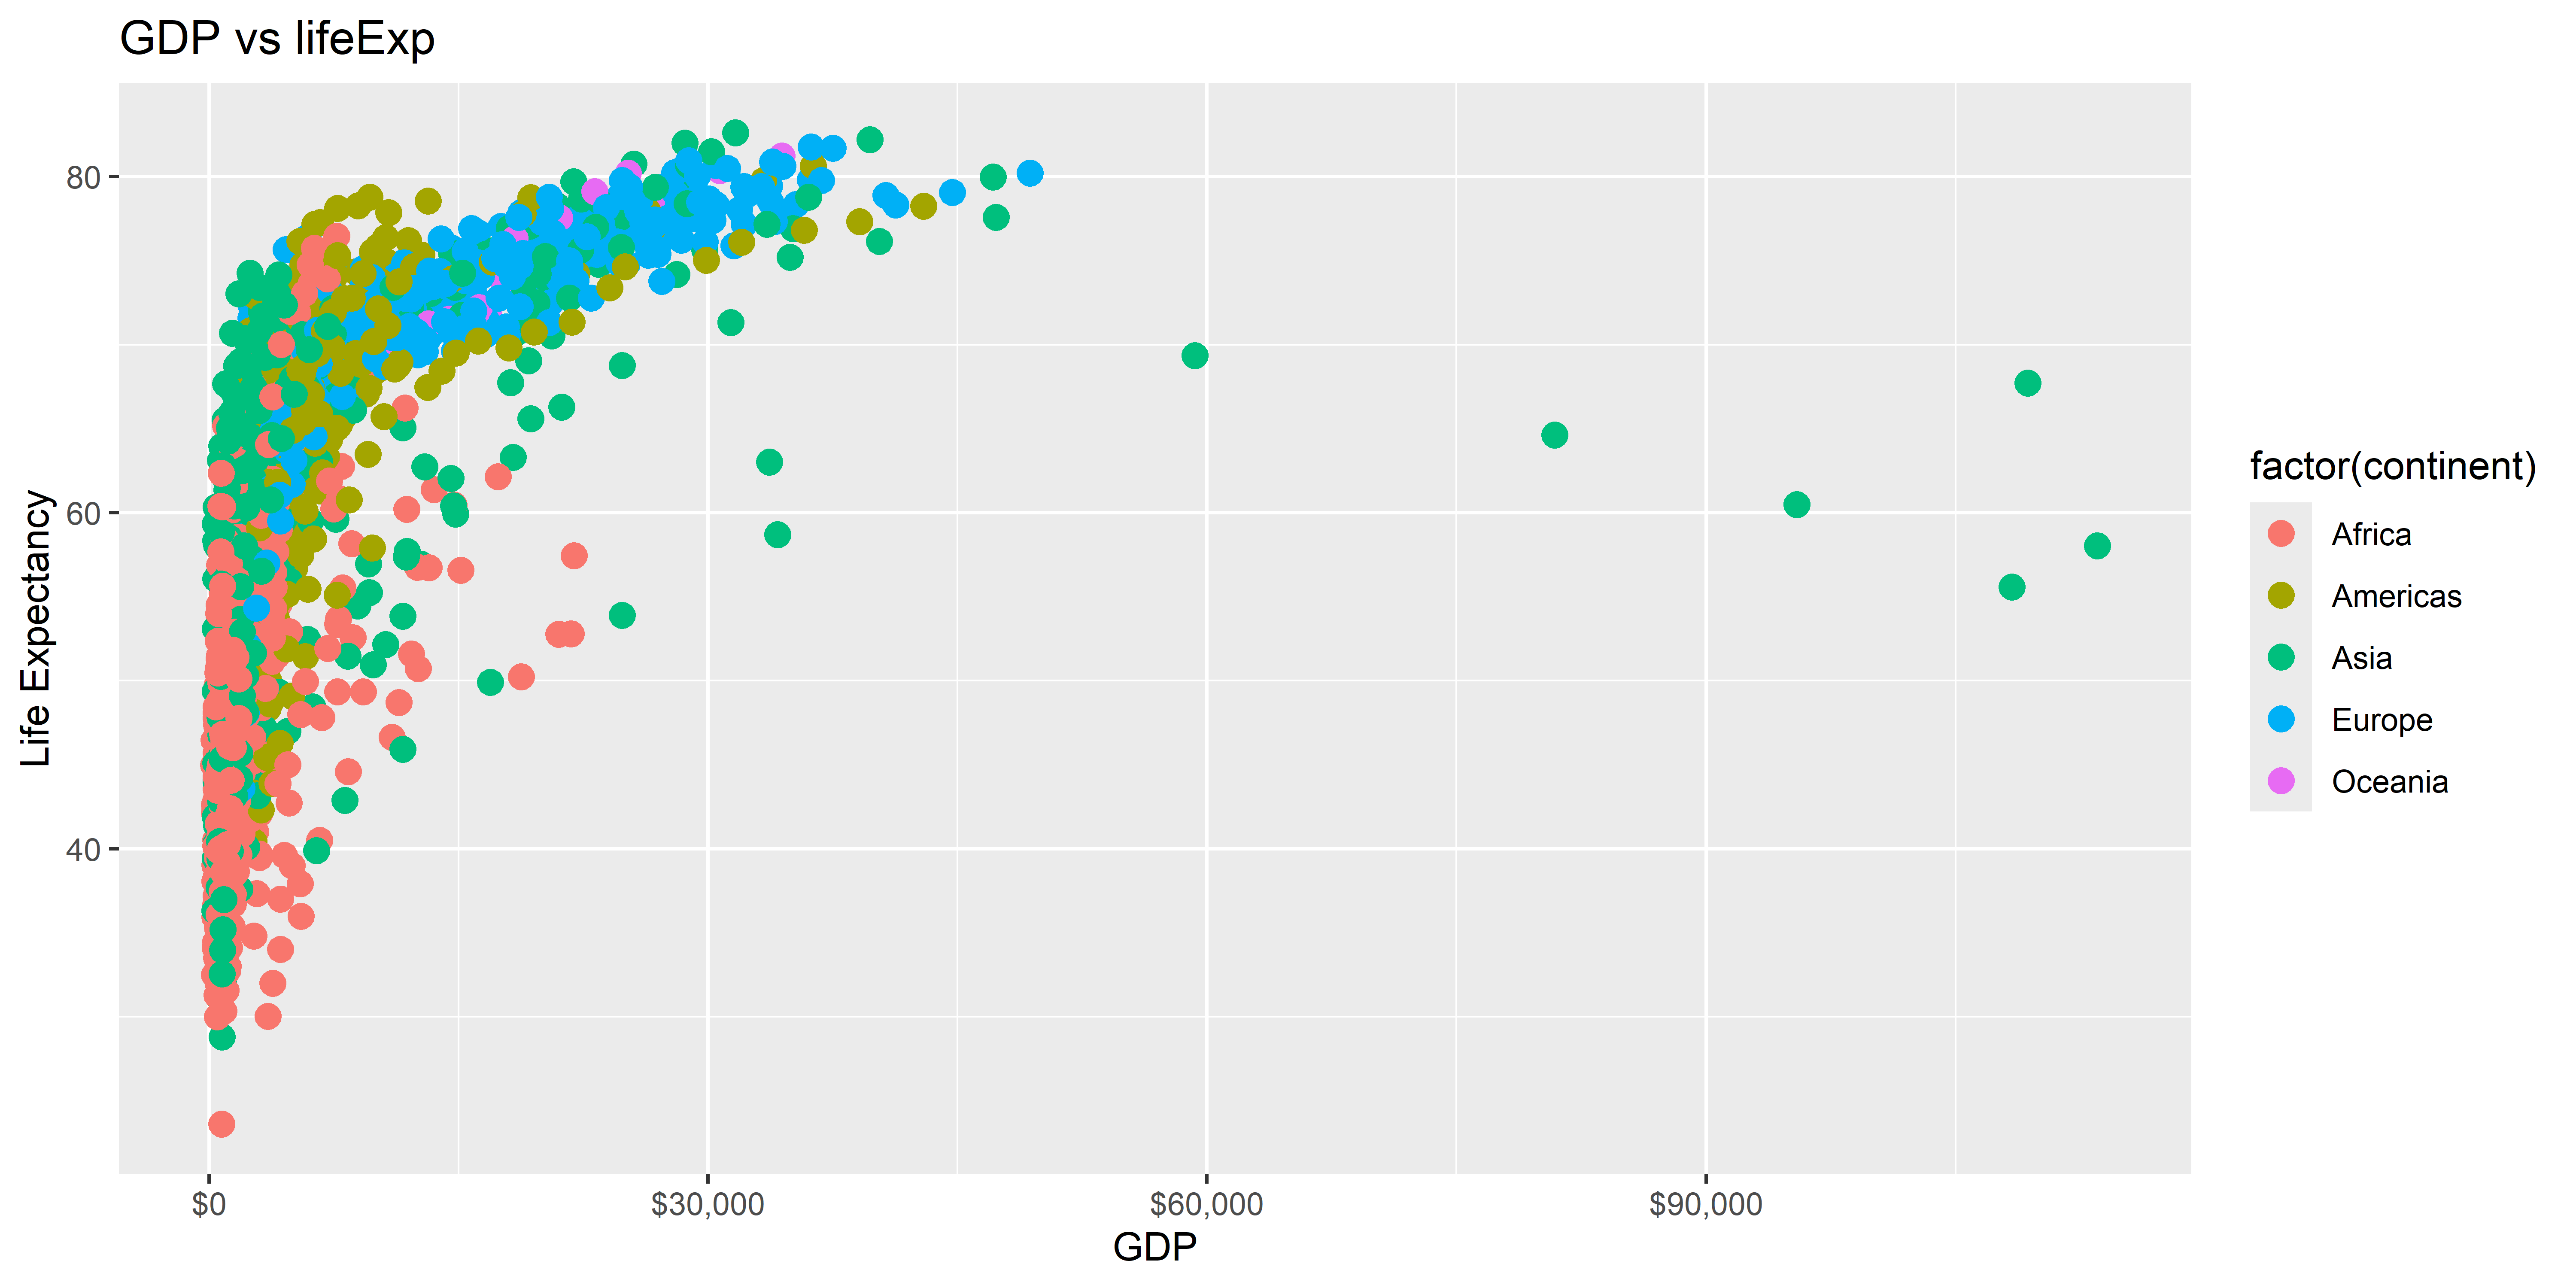 GDP vs lifeExp
80
60
40
Life Expectancy
$0
$30,000
$60,000
$90,000
GDP
factor(continent)
Africa
Americas
Asia
Europe
Oceania